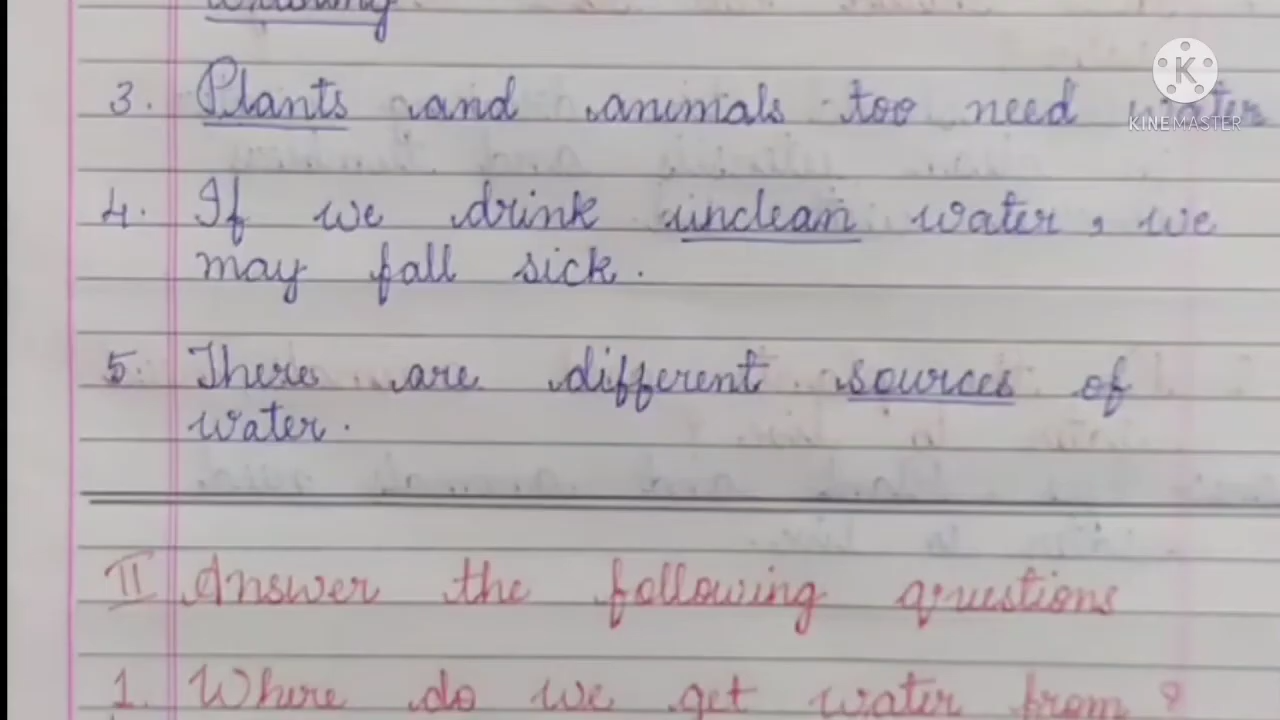 3. Plants and animals too need water
KINEMASTER
4. If we drink unclean water, we
may fall sick.
5. There are different sources of
water.
II Answer the following questions
1. Where do we get water from?